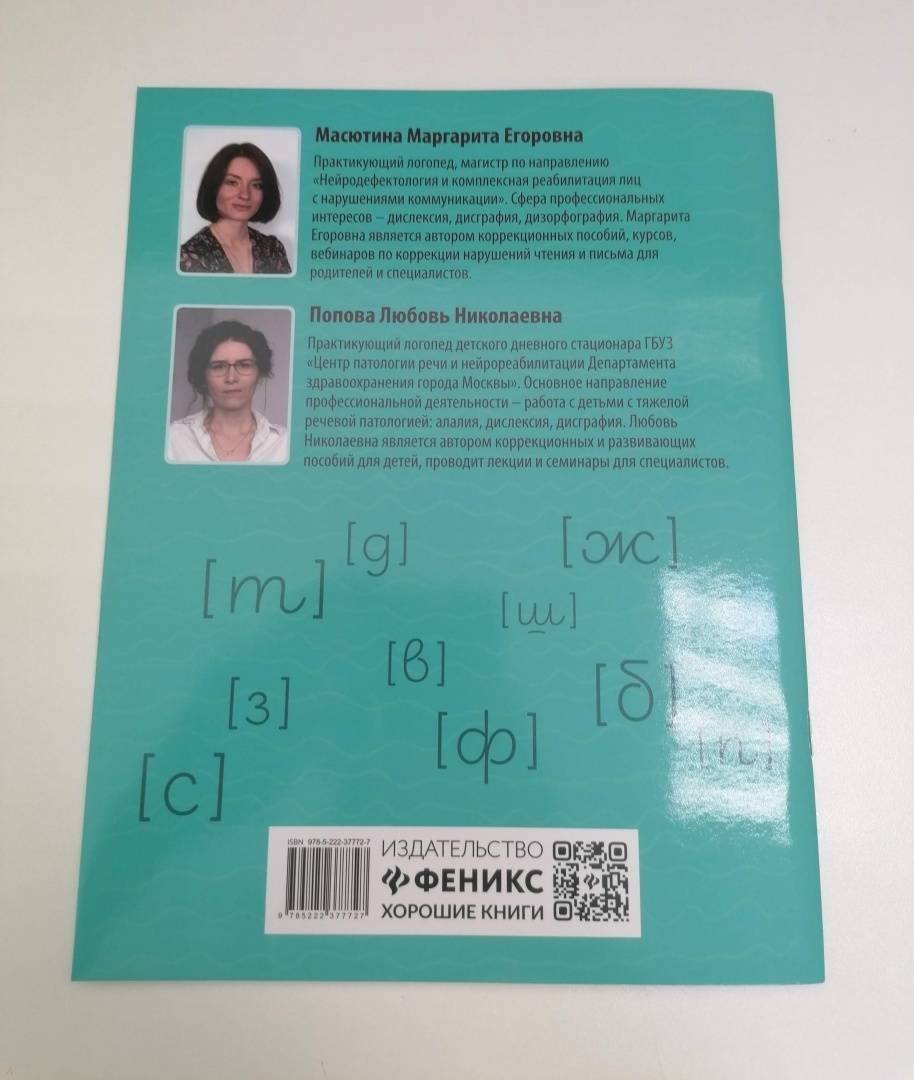 Масютина Маргарита Егоровна
Практикующий логопед, магистр по направлению
«Нейродефектология и комплексная реабилитация лиц
с нарушениями коммуникации». Сфера профессиональных
интересов – дислексия, дисграфия, дизорфография. Маргарита
Егоровна является автором коррекционных пособий, курсов,
вебинаров по коррекции нарушений чтения и письма для
родителей и специалистов.
Попова Любовь Николаевна
Практикующий логопед детского дневного стационара ГБУЗ
«Центр патологии речи и нейрореабилитации Департамента
здравоохранения города Москвы». Основное направление
профессиональной деятельности – работа с детьми с тяжелой
речевой патологией: алалия, дислексия, дисграфия. Любовь
Николаевна является автором коррекционных и развивающих
пособий для детей, проводит лекции и семинары для специалистов.
[д]
[ж]
[т]
[ш]
[в]
[з]
[б]
[ф]
[п]
[с]
ISBN 978-5-222-37772-7
9 785222 377727
ИЗДАТЕЛЬСТВО
ФЕНИКС
ХОРОШИЕ КНИГИ